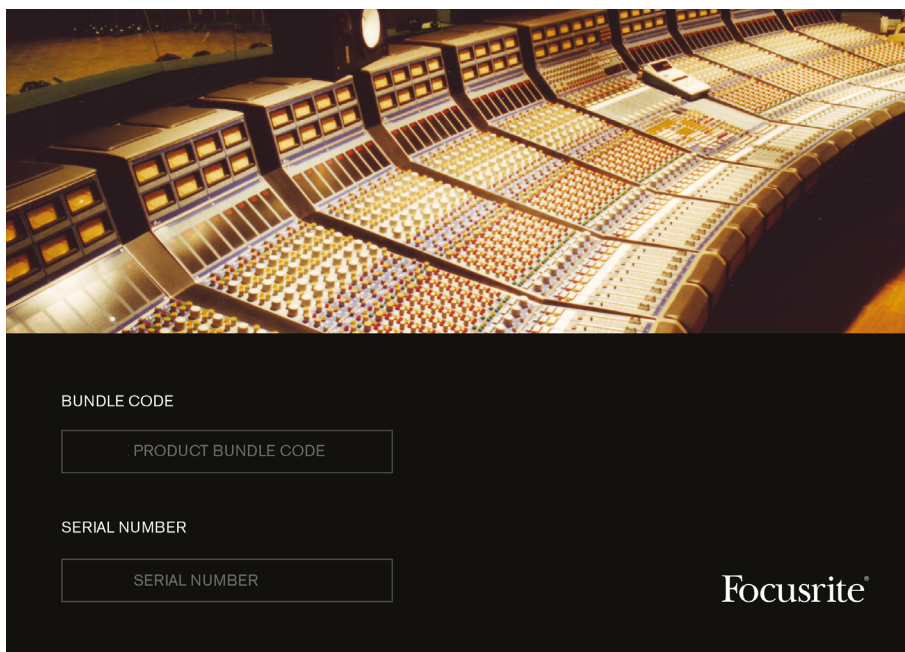 BUNDLE CODE
PRODUCT BUNDLE CODE
SERIAL NUMBER
SERIAL NUMBER
Focusrite®